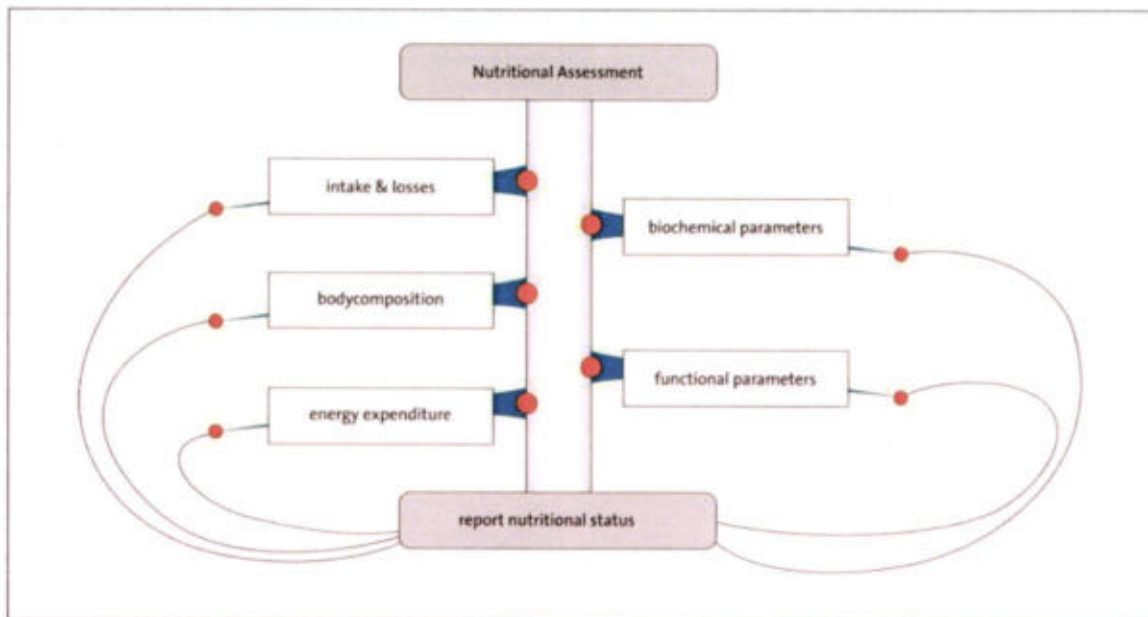 Nutritional Assessment
intake & losses
biochemical parameters
bodycomposition
functional parameters
energy expenditure
report nutritional status